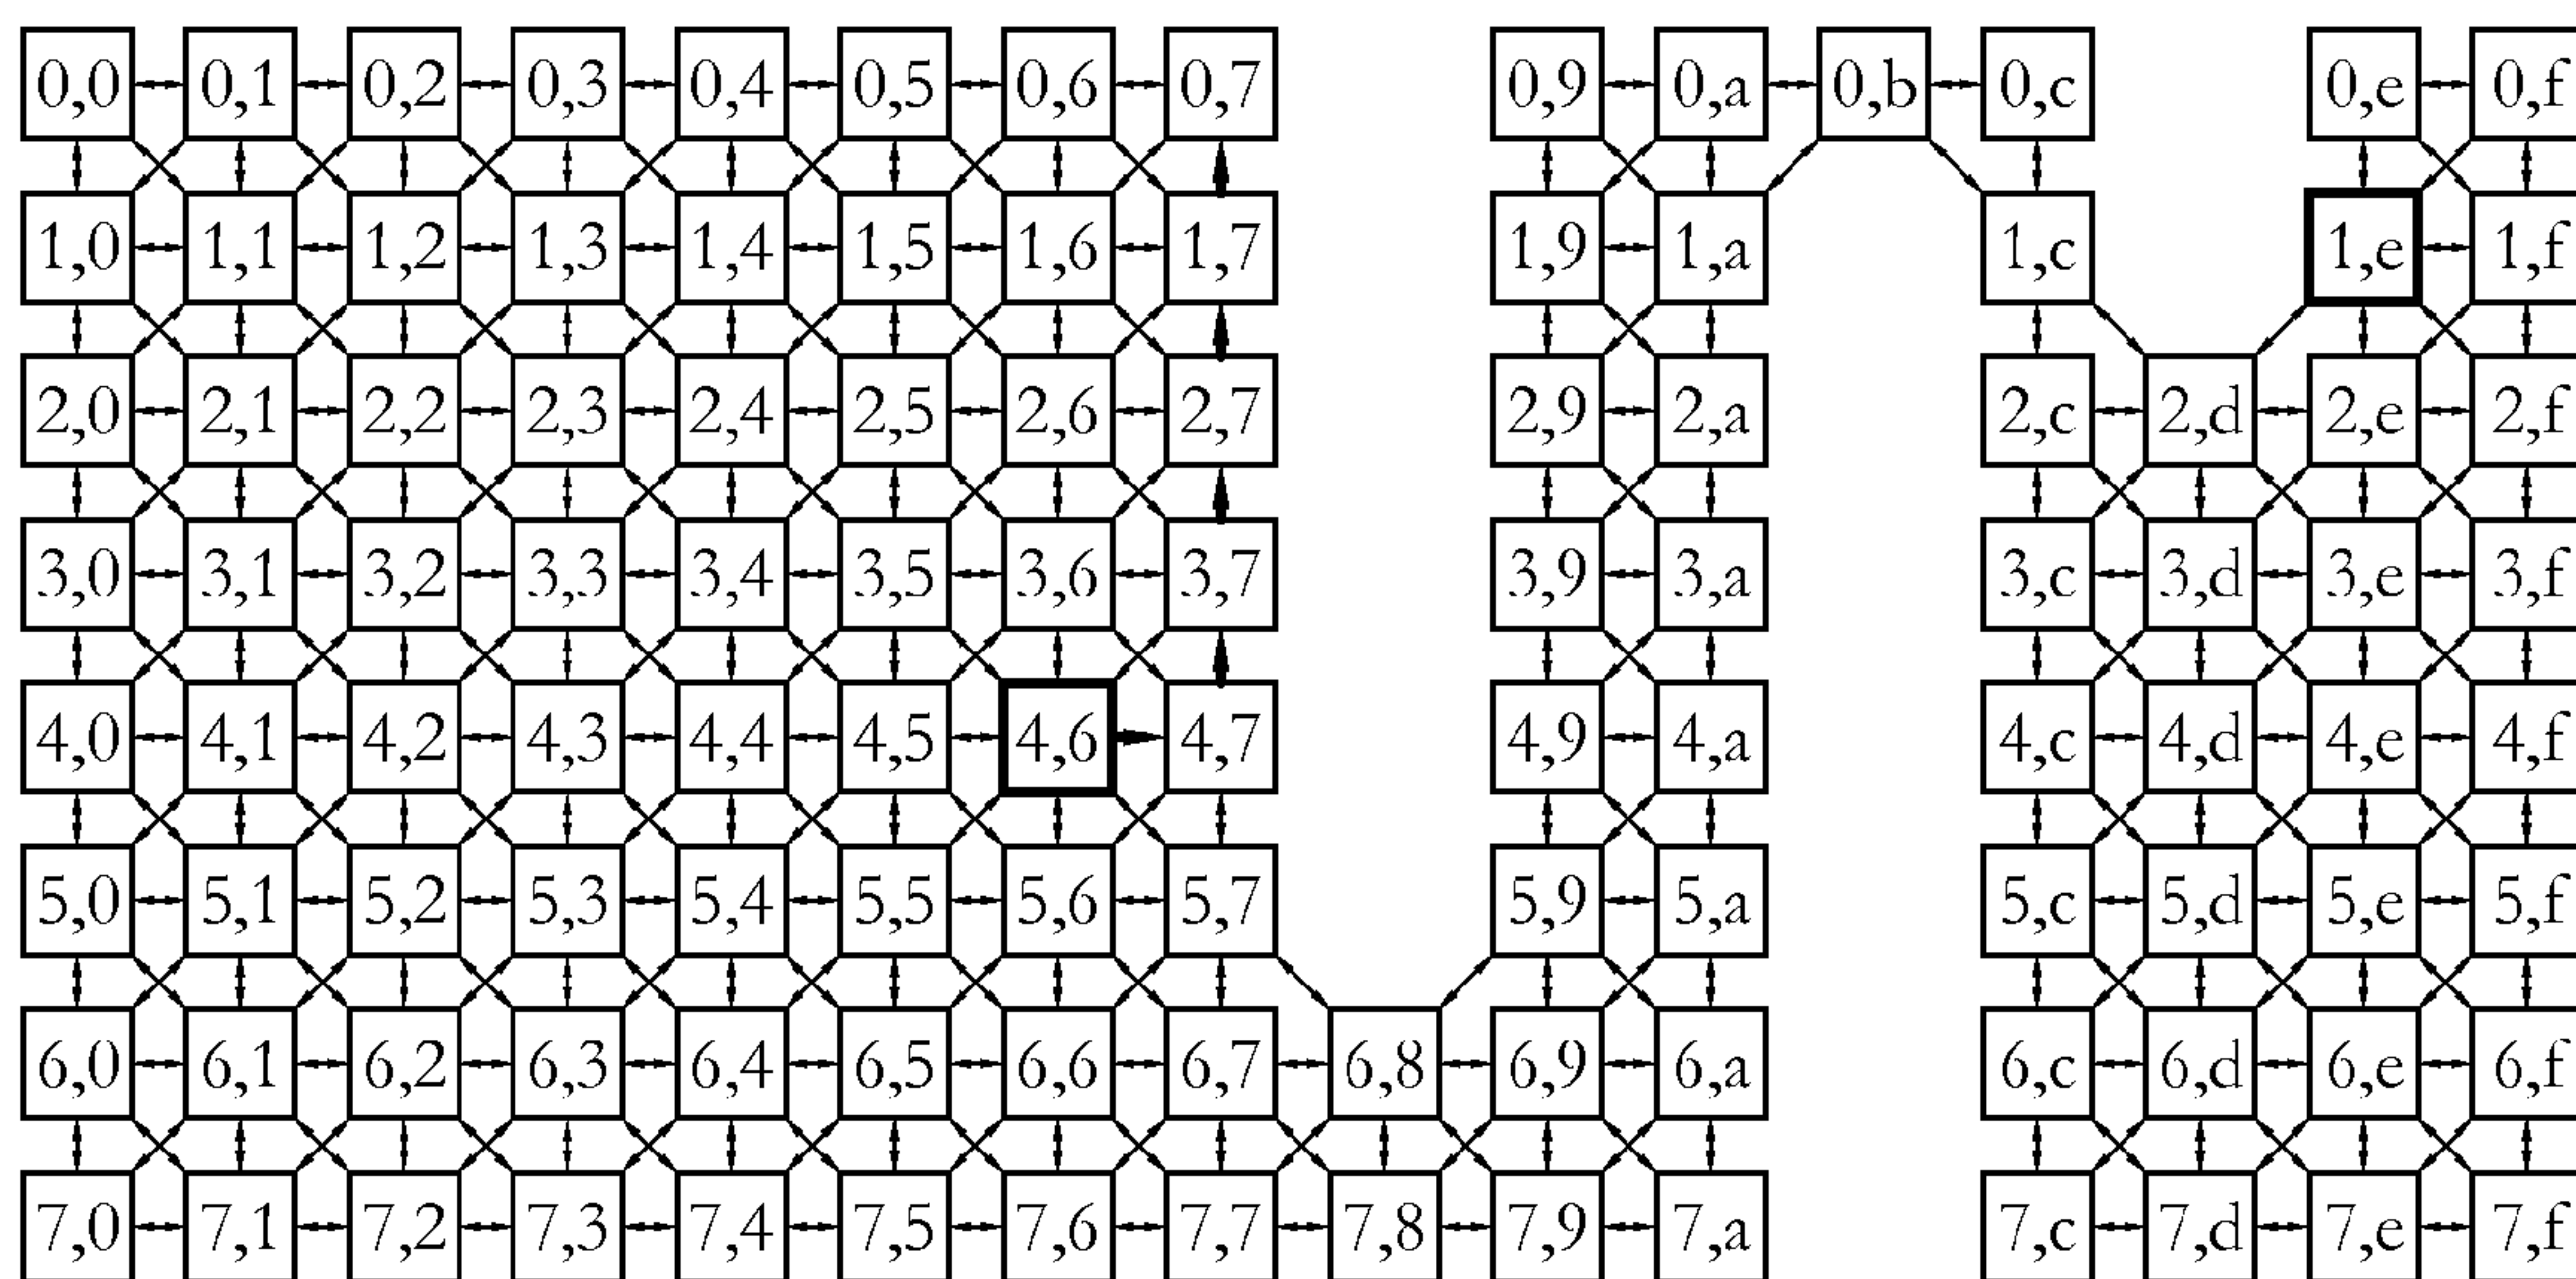 0,0 0,1 0,2 0,3 0,4 0,5 0,6 0,7 0,9 0,a 0,b 0,c 0,e 0,f
1,0 1,1 1,2 1,3 1,4 1,5 1,6 1,7 1,9 1,a 1,c 1,e 1,f
2,0 2,1 2,2 2,3 2,4 2,5 2,6 2,7 2,9 2,a 2,c 2,d 2,e 2,f
3,0 3,1 3,2 3,3 3,4 3,5 3,6 3,7 3,9 3,a 3,c 3,d 3,e 3,f
4,0 4,1 4,2 4,3 4,4 4,5 4,6 4,7 4,9 4,a 4,c 4,d 4,e 4,f
5,0 5,1 5,2 5,3 5,4 5,5 5,6 5,7 5,9 5,a 5,c 5,d 5,e 5,f
6,0 6,1 6,2 6,3 6,4 6,5 6,6 6,7 6,8 6,9 6,a 6,c 6,d 6,e 6,f
7,0 7,1 7,2 7,3 7,4 7,5 7,6 7,7 7,8 7,9 7,a 7,c 7,d 7,e 7,f